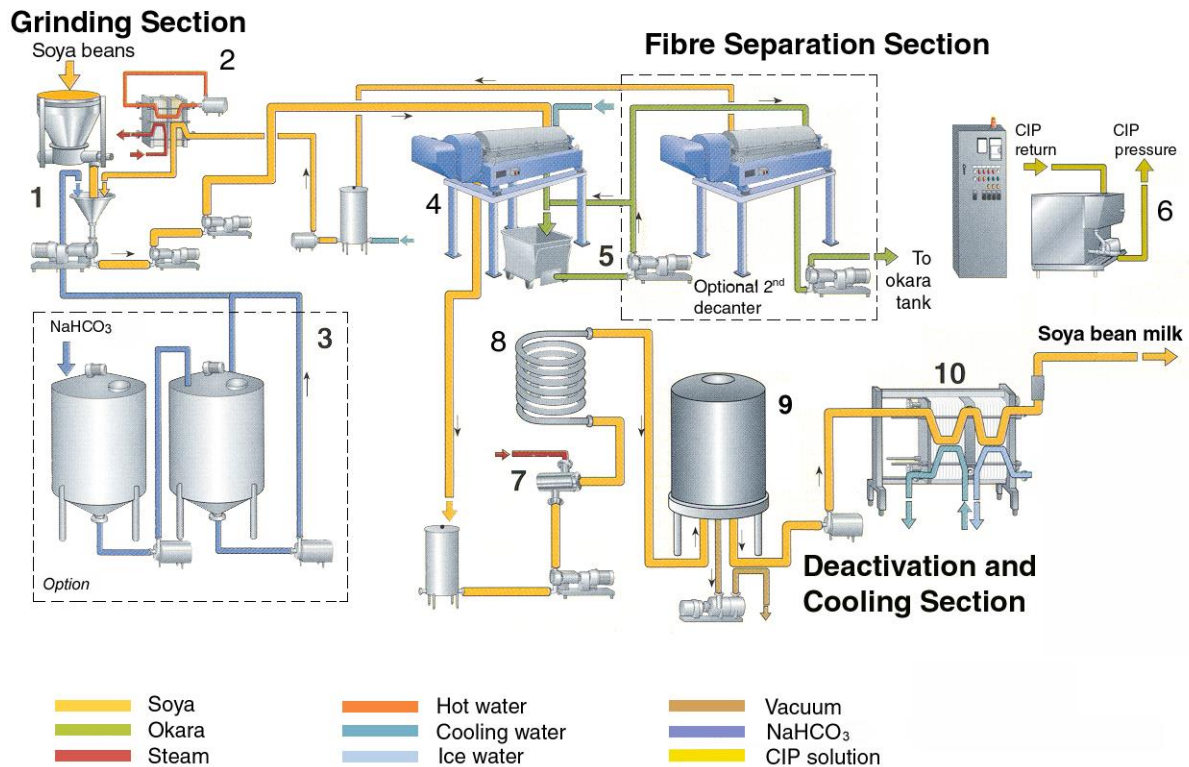 Grinding Section
Soya beans
2
Fibre Separation Section
1
4
5
CIP
return
CIP
pressure
6
To
okara
tank
Optional 2nd
decanter
NaHCO3
3
8
Soya bean milk
10
9
7
Option
Deactivation and
Cooling Section
Soya
Okara
Steam
Hot water
Cooling water
Ice water
Vacuum
NaHCO3
CIP solution